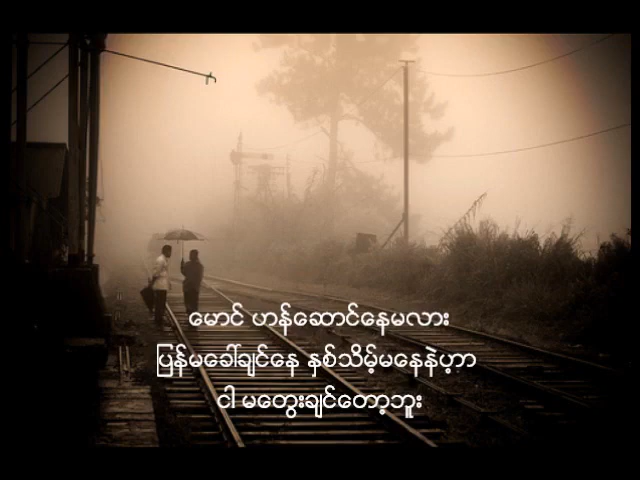 မောင် ဟန်ဆောင်နေမလား
ပြန်မခေါ်ချင်နေ နှစ်သိမ့်မနေနဲ့ဟာ
ငါ မတွေးချင်တော့ဘူး